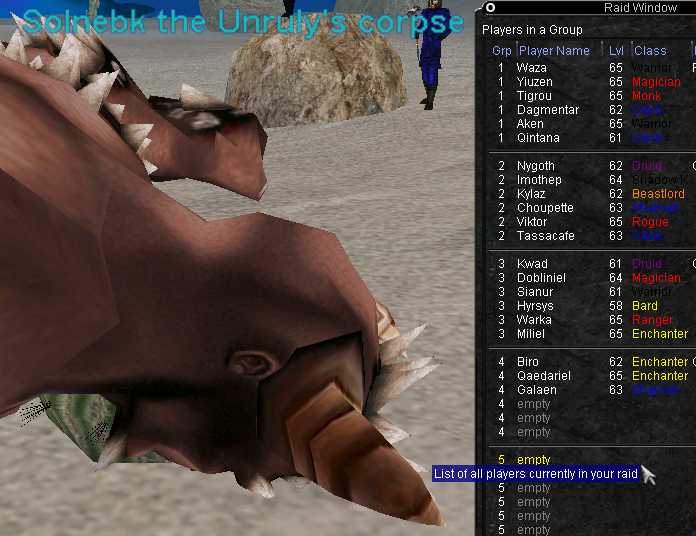 Solnebk the Unruly's corpse
Raid Window
Players in a Group
Grp Player Name Lvl Class
1 Waza 65 Warrior
1 Yiuzen 65 Magician
1 Tigrou 65 Monk
1 Dagmentar 62
1 Aken 65 Warrior
1 Qintana 61
2 Nygoth 62 Druid
2 Imothep 64 Shadow K
2 Kylaz 62 Beastlord
2 Choupette 63 Shaman
2 Viktor 65 Rogue
2 Tassacafe 63
3 Kwad 61 Druid
3 Dobliniel 64 Magician
3 Sianur 61 Warrior
3 Hyrsys 58 Bard
3 Warka 65 Ranger
3 Miliel 65 Enchanter
4 Biro 62 Enchanter
4 Qaedariel 65 Enchanter
4 Galaen 63 Shaman
4 empty
4 empty
4 empty
5 empty
List of all players currently in your raid
5 empty
5 empty
5 empty
5 empty